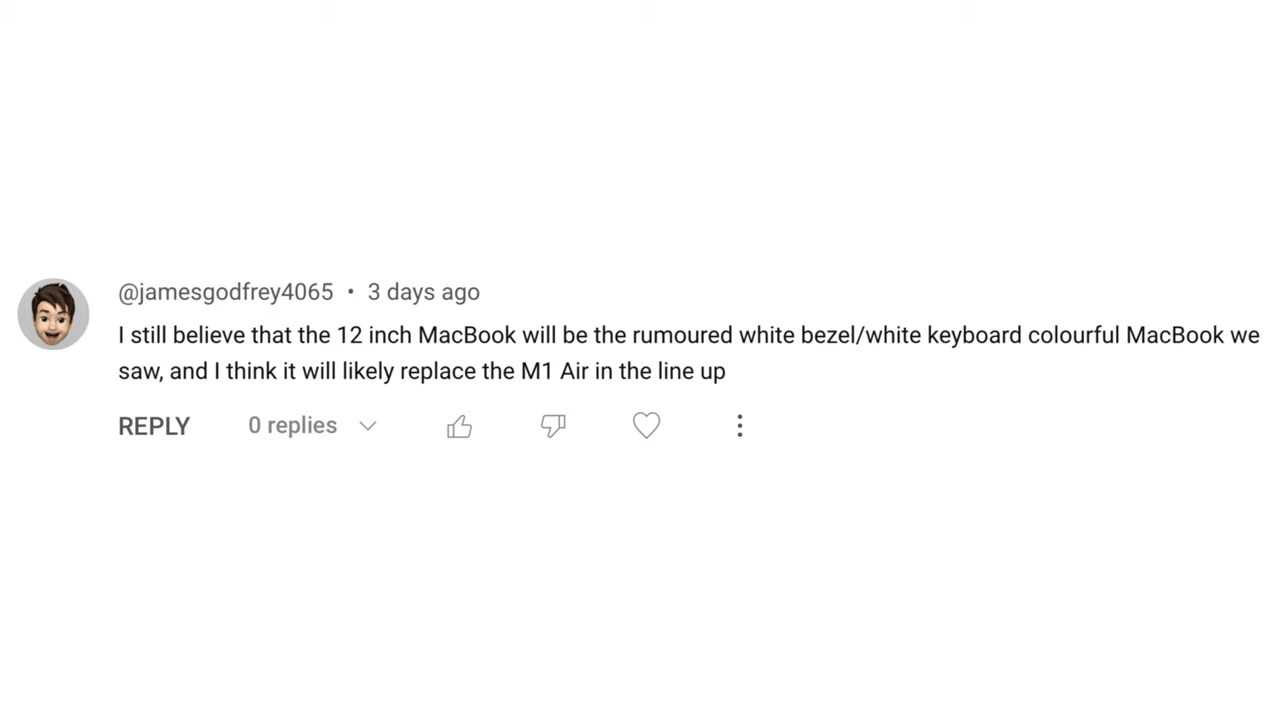 @jamesgodfrey4065 • 3 days ago
I still believe that the 12 inch MacBook will be the rumoured white bezel/white keyboard colourful MacBook we
saw, and I think it will likely replace the M1 Air in the line up
REPLY 0 replies